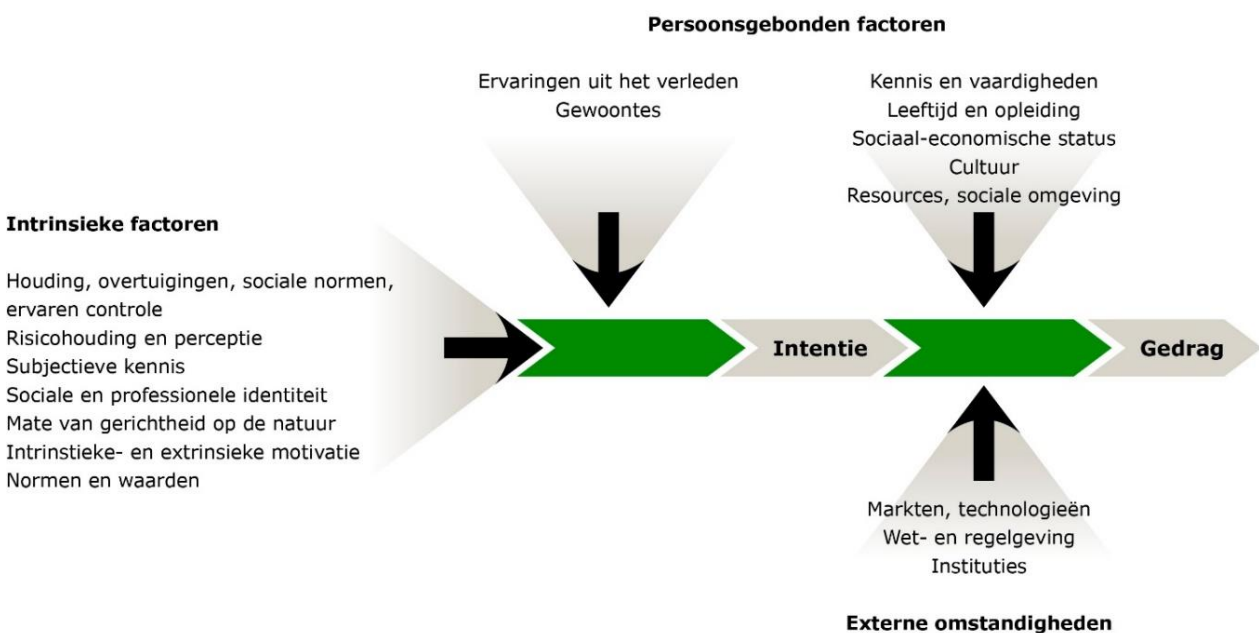 Persoonsgebonden factoren
Ervaringen uit het verleden
Gewoontes
Kennis en vaardigheden
Leeftijd en opleiding
Sociaal-economische status
Cultuur
Resources, sociale omgeving
Intrinsieke factoren
Houding, overtuigingen, sociale normen,
ervaren controle
Risicohouding en perceptie
Subjectieve kennis
Sociale en professionele identiteit
Mate van gerichtheid op de natuur
Intrinstieke- en extrinsieke motivatie
Normen en waarden
Intentie
Gedrag
Markten, technologieën
Wet- en regelgeving
Instituties
Externe omstandigheden